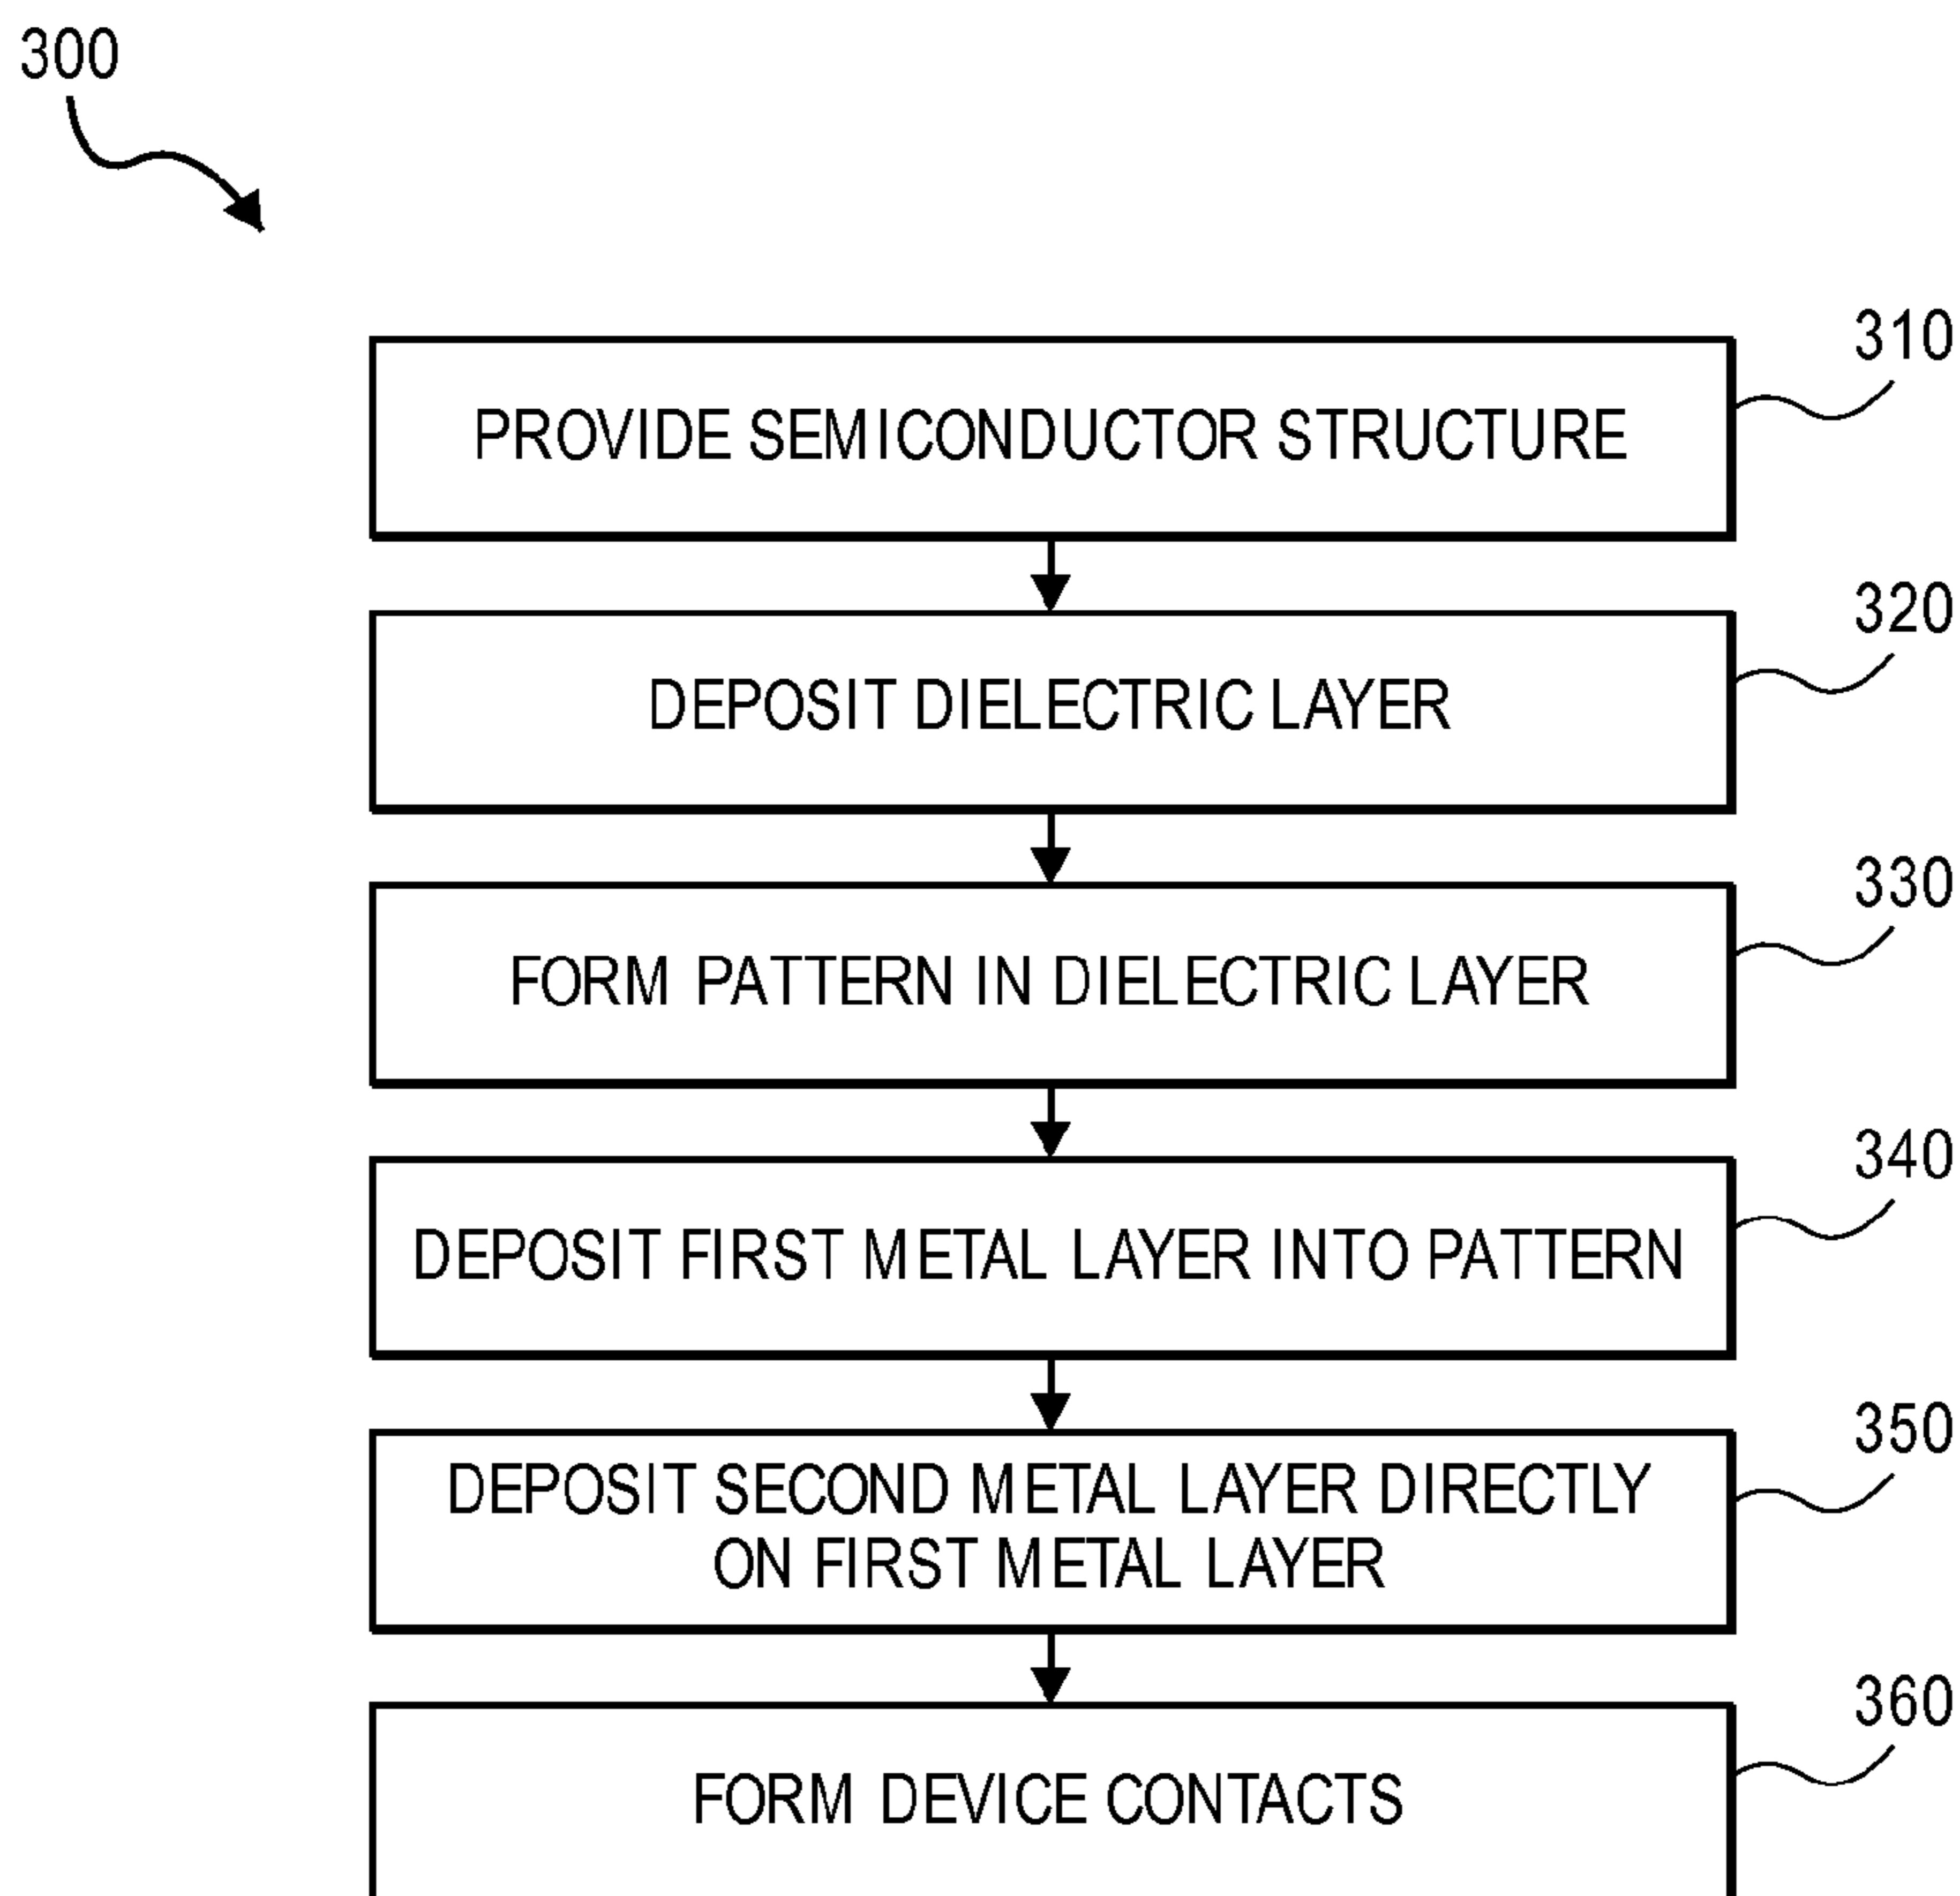 300
310
PROVIDE SEMICONDUCTOR STRUCTURE
320
DEPOSIT DIELECTRIC LAYER
330
FORM PATTERN IN DIELECTRIC LAYER
340
DEPOSIT FIRST METAL LAYER INTO PATTERN
350
DEPOSIT SECOND METAL LAYER DIRECTLY
ON FIRST METAL LAYER
360
FORM DEVICE CONTACTS